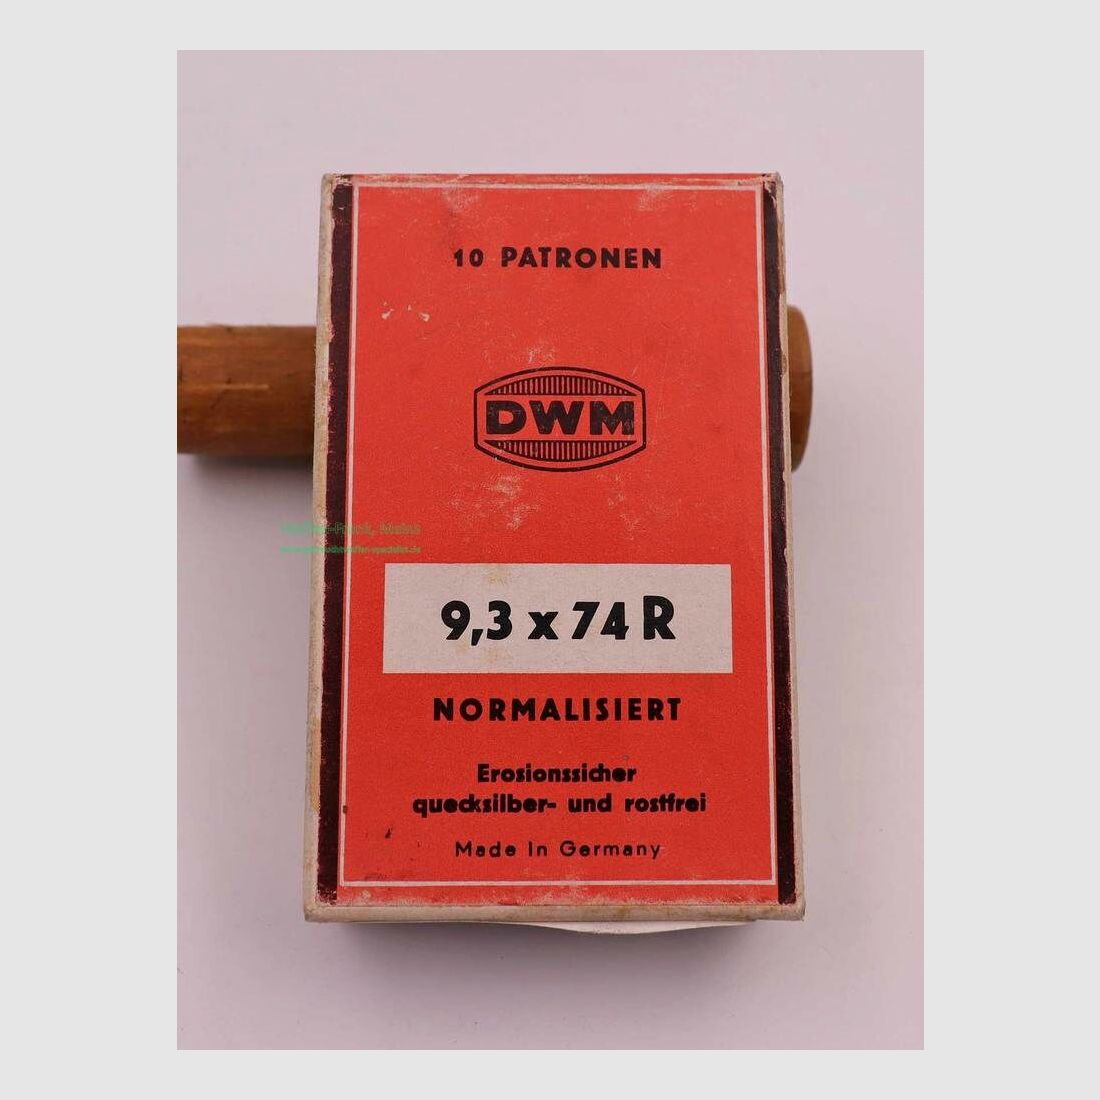 10 PATRONEN
DWM
9,3 x 74 R
NORMALISIERT
Erosionssicher
quecksilber- und rostfrei
Made In Germany